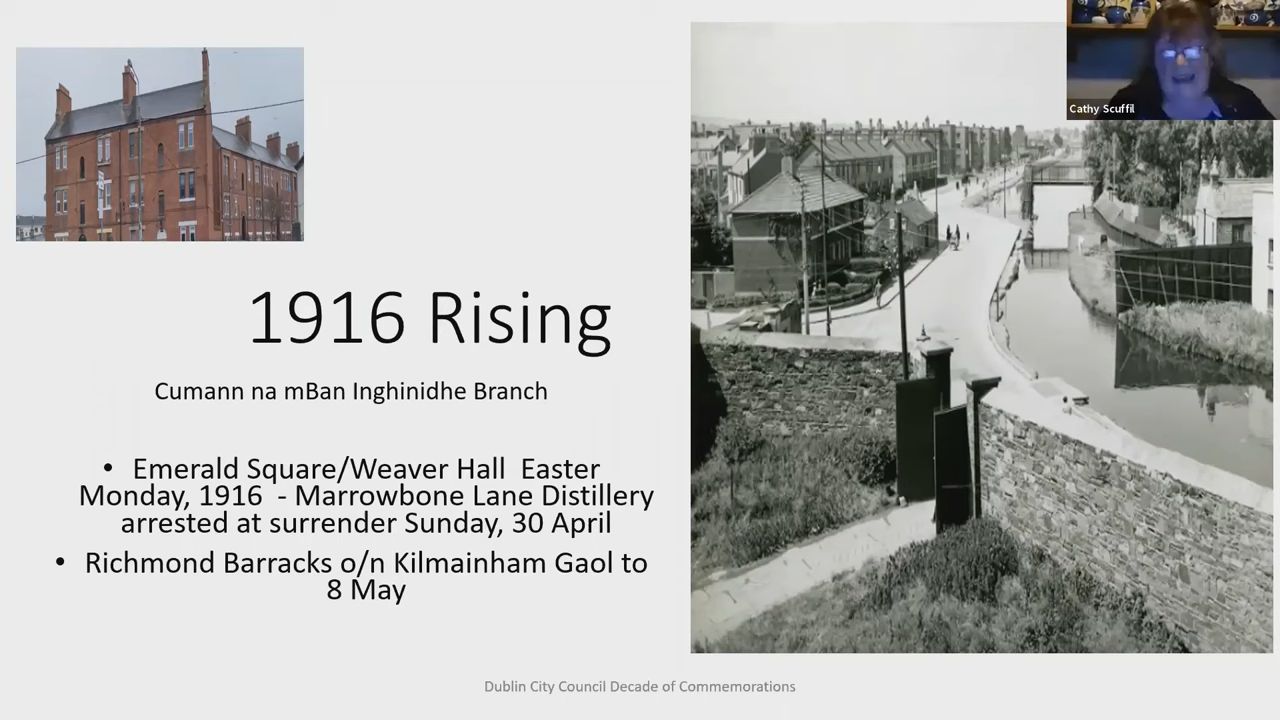 Cathy Scuffil
1916 Rising
Cumann na mBan Inghinidhe Branch
• Emerald Square/Weaver Hall Easter
Monday, 1916 - Marrowbone Lane Distillery
arrested at surrender Sunday, 30 April
• Richmond Barracks o/n Kilmainham Gaol to
8 May
Dublin City Council Decade of Commemorations